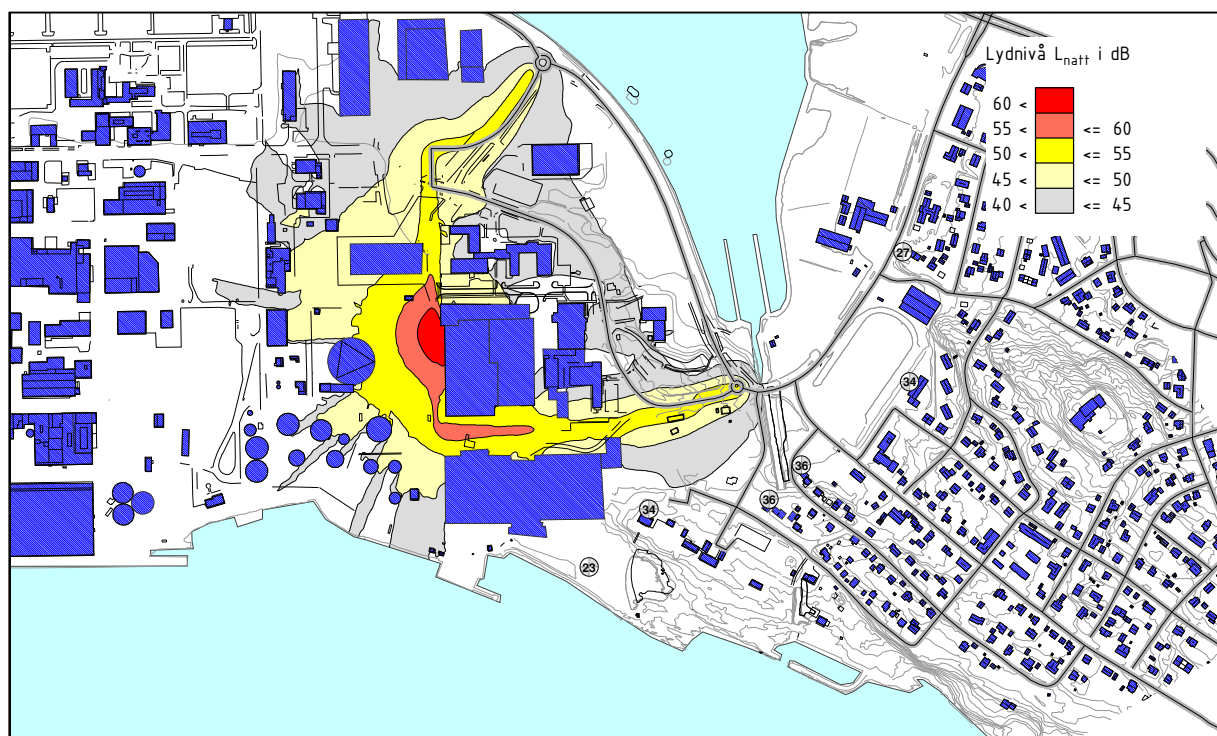 Lydnivå Lnatt i dB
60 <
55 < <= 60
50 < <= 55
45 < <= 50
40 < <= 45
27
34
36
36
34
23